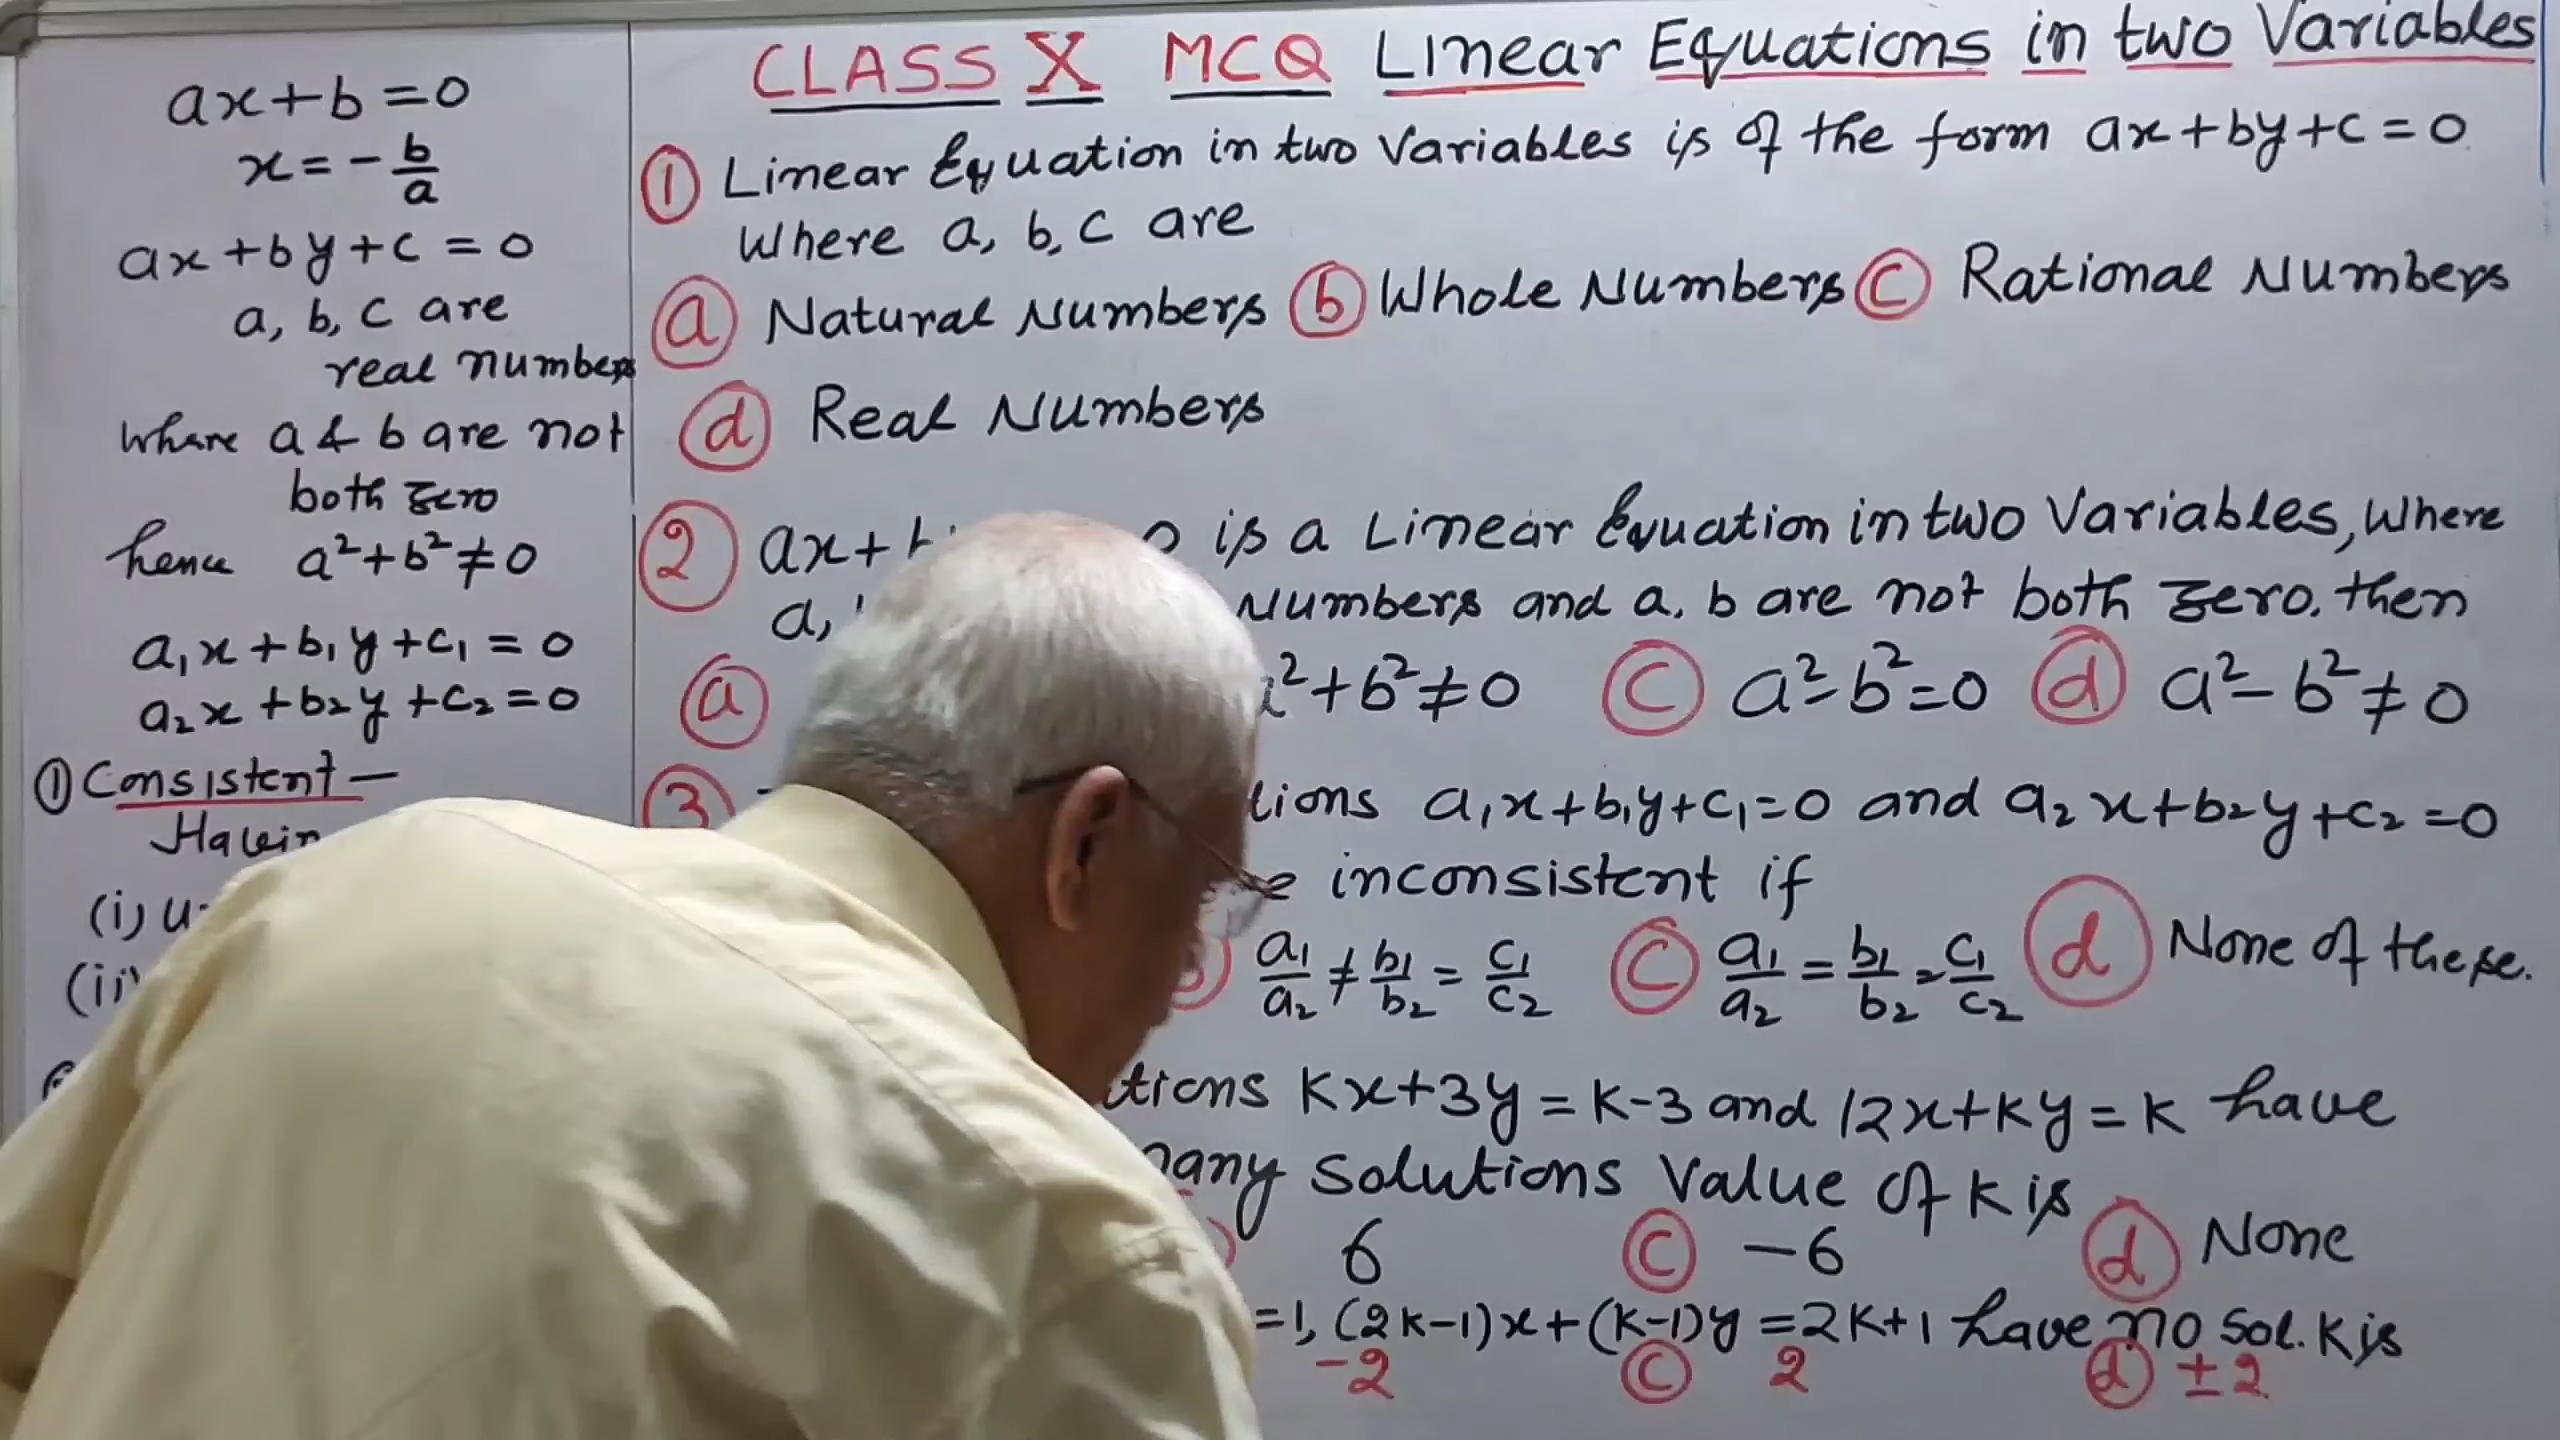 ax+b=0
x=-b/a
ax+by+c=0
a, b, c are
real numbers
where a & b are not
both zero
hence a²+b²≠0
a₁x+b₁y+c₁=0
a₂x+b₂y+c₂=0
① Consistent—
(i)
(ii)
CLASS X MCQ Linear Equations in two Variables
① Linear Equation in two Variables is of the form ax+by+c=0
Where a, b, c are
ⓐ Natural Numbers ⓑ Whole Numbers ⓒ Rational Numbers
ⓓ Real Numbers
② ax+ 0 is a Linear Equation in two Variables, Where
a, Numbers and a, b are not both zero. then
ⓐ ²+b²≠0 ⓒ a²-b²=0 ⓓ a²-b²≠0
③ a₁x+b₁y+c₁=0 and a₂x+b₂y+c₂=0
inconsistent if
a₁/a₂≠b₁/b₂=c₁/c₂ ⓒ a₁/a₂=b₁/b₂=c₁/c₂ ⓓ None of these.
Kx+3y=K-3 and 12x+Ky=K have
many Solutions Value of K is
6 ⓒ -6 ⓓ None
=1, (2K-1)x+(K-1)y=2K+1 have no sol. K is
-2 ⓒ 2 ⓓ ±2.